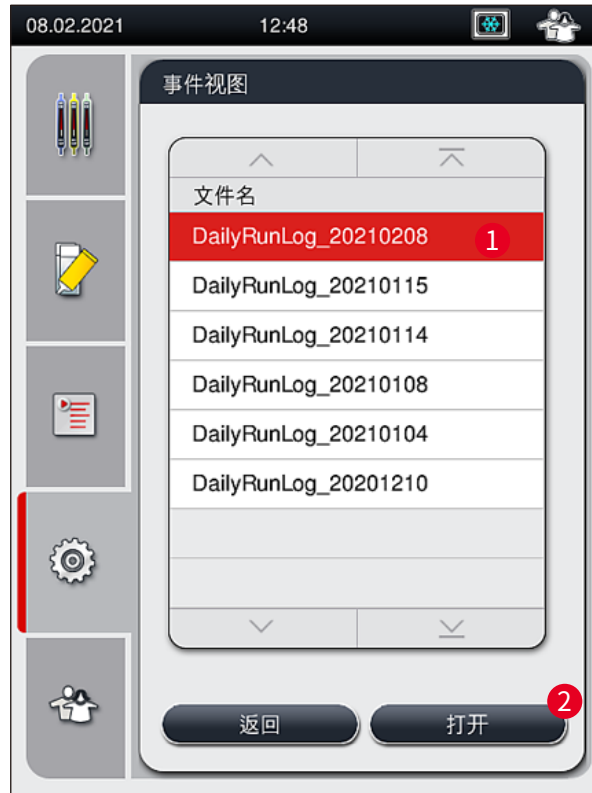 08.02.2021 12:48
事件视图
文件名
DailyRunLog_20210208 1
DailyRunLog_20210115
DailyRunLog_20210114
DailyRunLog_20210108
DailyRunLog_20210104
DailyRunLog_20201210
2
返回 打开